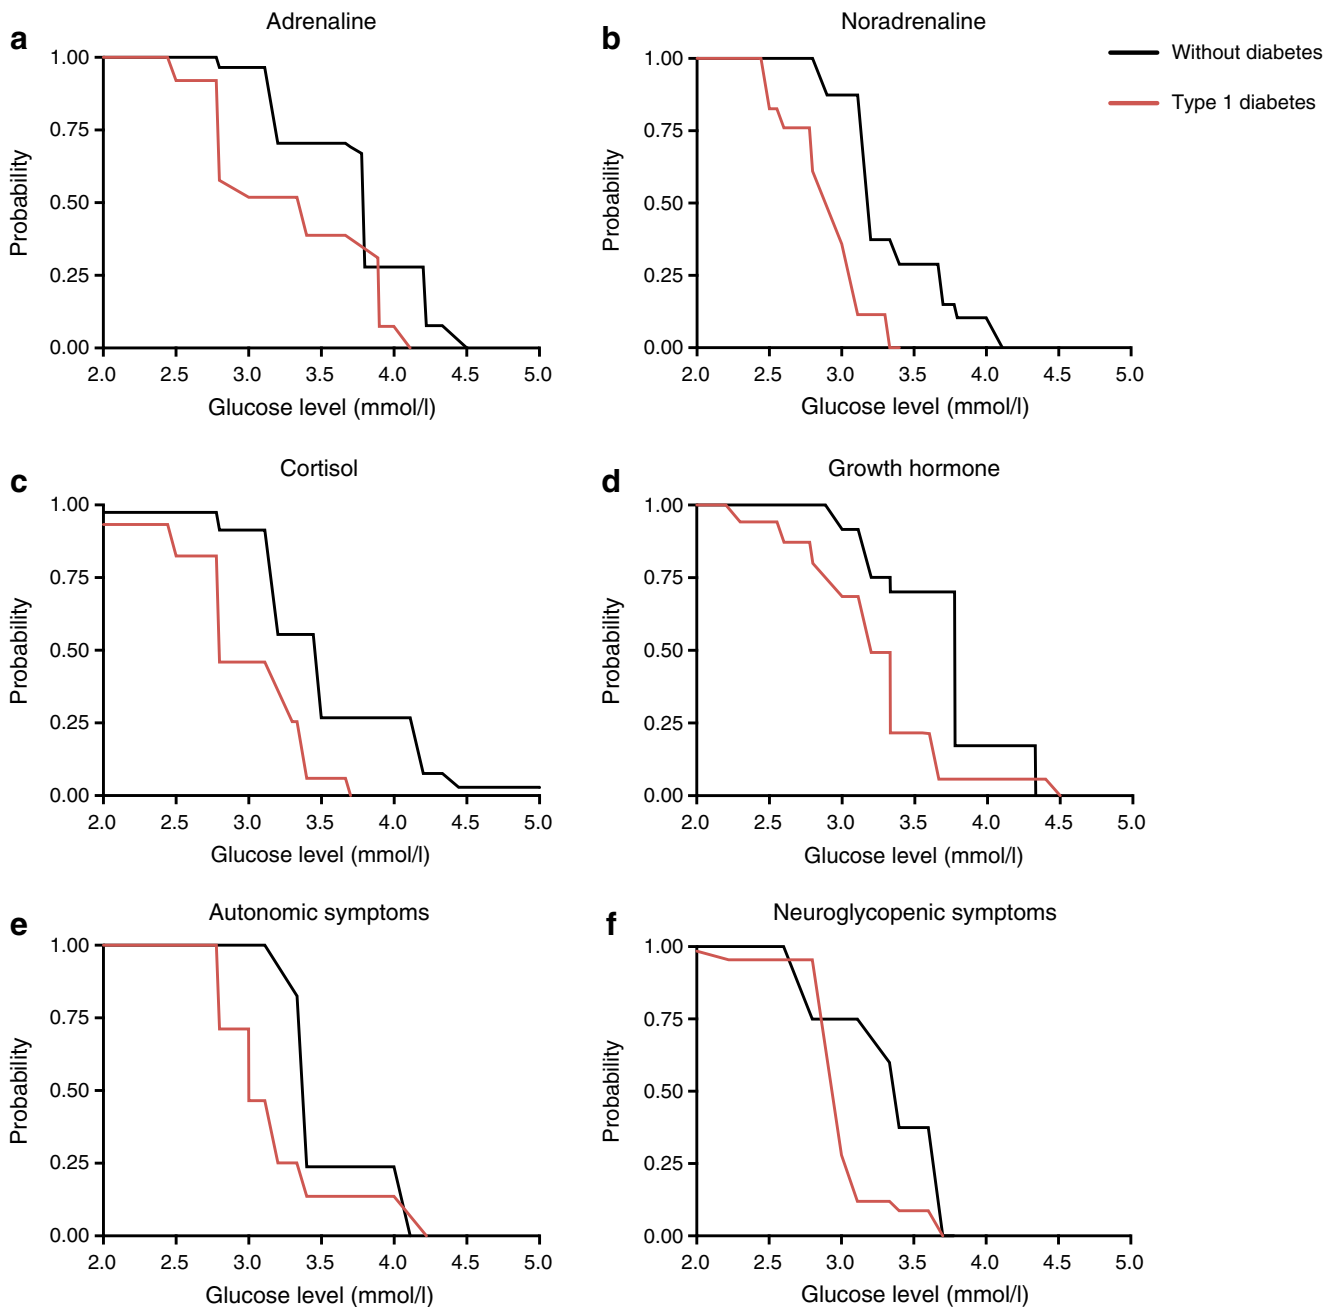 a
Adrenaline
1.00
0.75
0.50
0.25
0.00
Probability
2.0 2.5 3.0 3.5 4.0 4.5 5.0
Glucose level (mmol/l)
b
Noradrenaline
1.00
0.75
0.50
0.25
0.00
Probability
2.0 2.5 3.0 3.5 4.0 4.5 5.0
Glucose level (mmol/l)
Without diabetes
Type 1 diabetes
c
Cortisol
1.00
0.75
0.50
0.25
0.00
Probability
2.0 2.5 3.0 3.5 4.0 4.5 5.0
Glucose level (mmol/l)
d
Growth hormone
1.00
0.75
0.50
0.25
0.00
Probability
2.0 2.5 3.0 3.5 4.0 4.5 5.0
Glucose level (mmol/l)
e
Autonomic symptoms
1.00
0.75
0.50
0.25
0.00
Probability
2.0 2.5 3.0 3.5 4.0 4.5 5.0
Glucose level (mmol/l)
f
Neuroglycopenic symptoms
1.00
0.75
0.50
0.25
0.00
Probability
2.0 2.5 3.0 3.5 4.0 4.5 5.0
Glucose level (mmol/l)